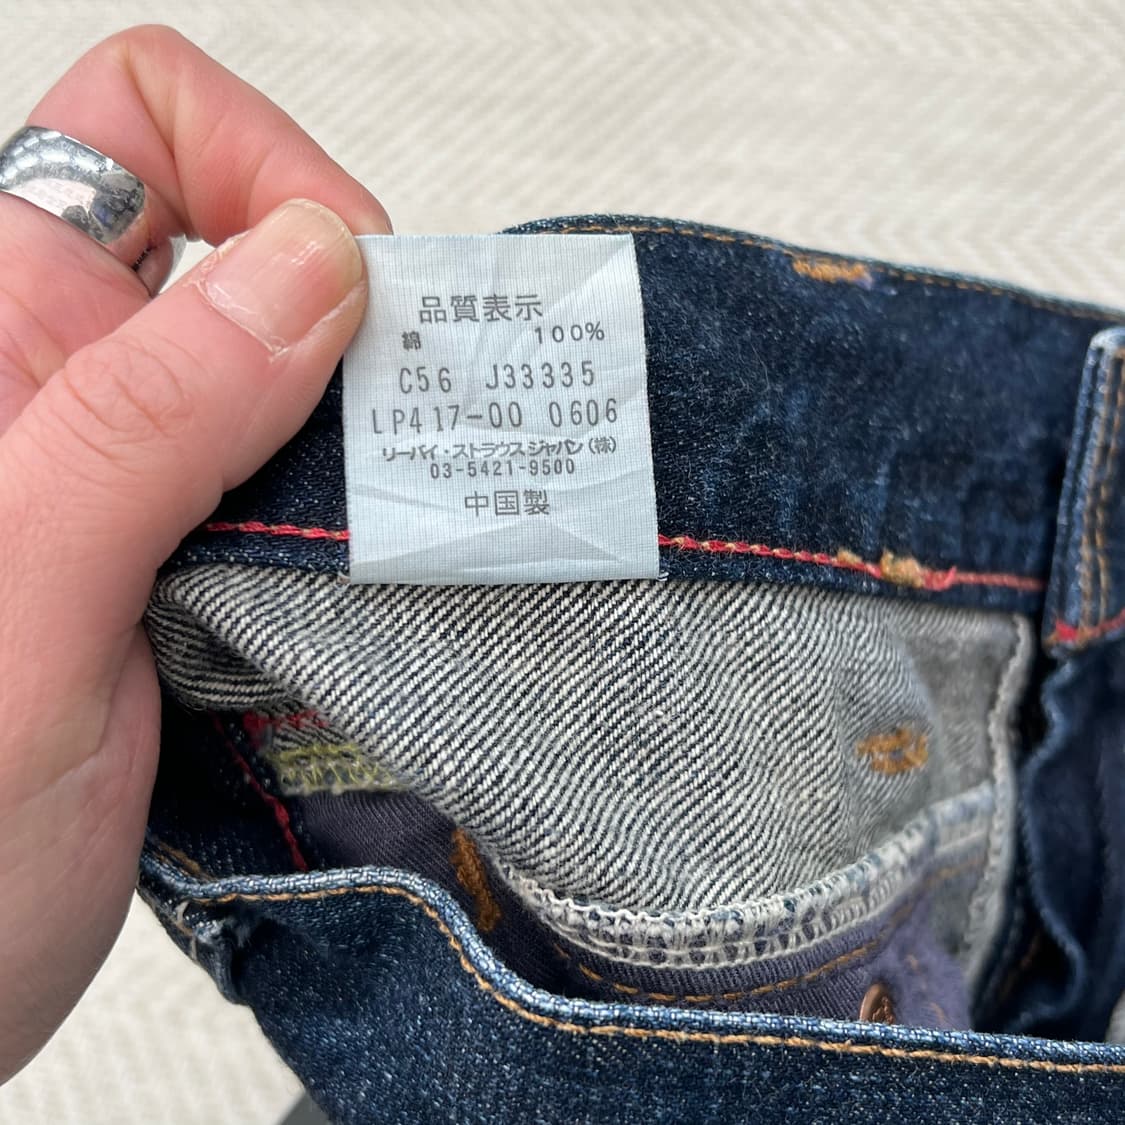 品質表示
綿 100%
C56 J33335
LP417-00 0606
リーバイ・ストラウスジャパン(株)
03-5421-9500
中国製